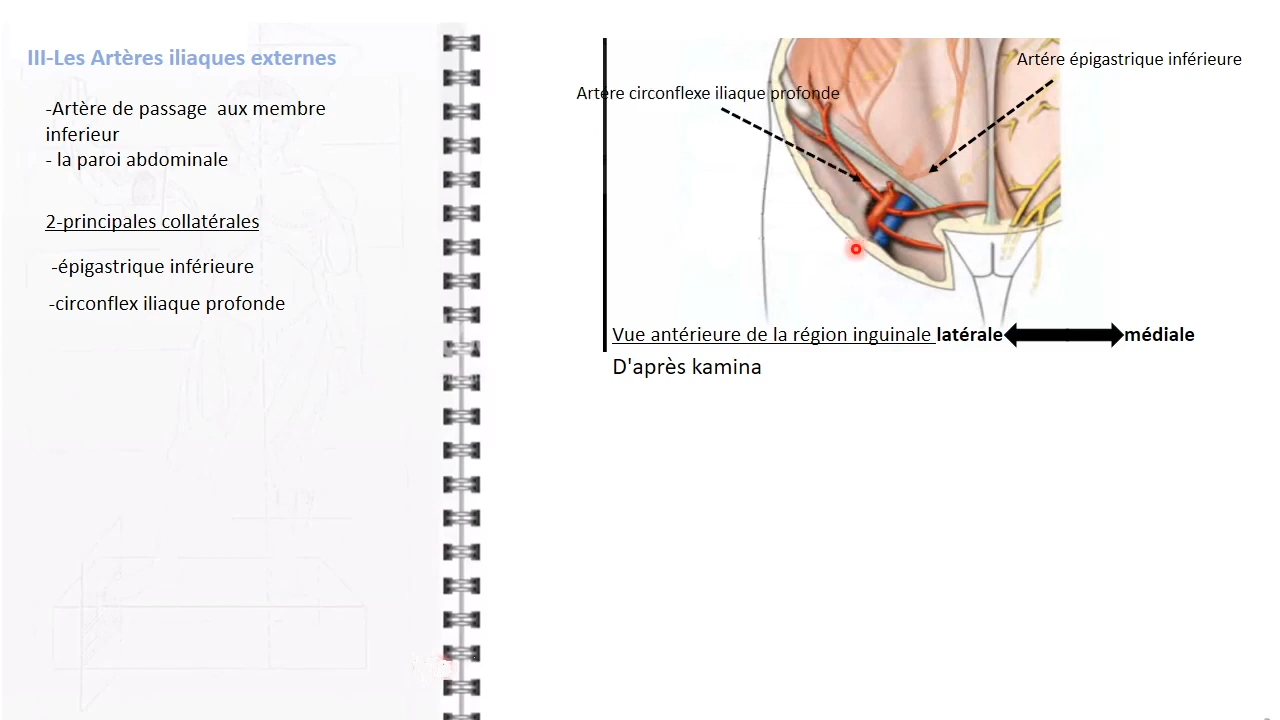 III-Les Artères iliaques externes
-Artère de passage aux membre
inferieur
- la paroi abdominale
2-principales collatérales
-épigastrique inférieure
-circonflex iliaque profonde
Artére épigastrique inférieure
Artère circonflexe iliaque profonde
Vue antérieure de la région inguinale latérale médiale
D'après kamina